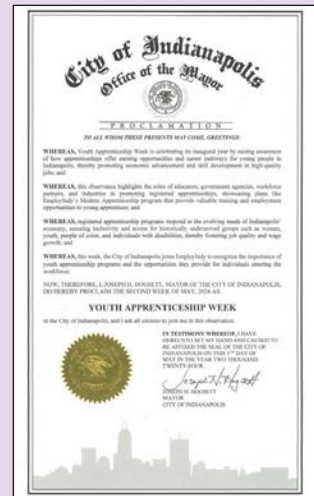 City of Indianapolis
Office of the Mayor
PROCLAMATION
TO ALL WHOM THESE PRESENTS MAY COME, GREETINGS:
WHEREAS, Youth Apprenticeship Week is celebrating its inaugural year by raising awareness
of how apprenticeships offer earning opportunities and career pathways for young people in
Indianapolis, thereby promoting economic advancement and skill development in high-quality
jobs; and
WHEREAS, this observance highlights the roles of educators, government agencies, workforce
partners, and industries in promoting registered apprenticeships, showcasing plans like
EmployIndy's Modern Apprenticeship program that provide valuable training and employment
opportunities to young apprentices; and
WHEREAS, registered apprenticeship programs respond to the evolving needs of Indianapolis'
economy, ensuring inclusivity and access for historically underserved groups such as women,
youth, people of color, and individuals with disabilities, thereby fostering job quality and wage
growth; and
WHEREAS, this week, the City of Indianapolis joins EmployIndy to recognize the importance of
youth apprenticeship programs and the opportunities they provide for individuals entering the
workforce;
NOW, THEREFORE, I, JOSEPH H. HOGSETT, MAYOR OF THE CITY OF INDIANAPOLIS,
DO HEREBY PROCLAIM THE SECOND WEEK OF MAY, 2024 AS:
YOUTH APPRENTICESHIP WEEK
in the City of Indianapolis, and I ask all citizens to join me in this observation.
IN TESTIMONY WHEREOF, I HAVE
HEREUNTO SET MY HAND AND CAUSED TO
BE AFFIXED THE SEAL OF THE CITY OF
INDIANAPOLIS ON THIS DAY OF
MAY IN THE YEAR TWO THOUSAND
TWENTY-FOUR.
Joseph H. Hogsett
JOSEPH H. HOGSETT
MAYOR
CITY OF INDIANAPOLIS